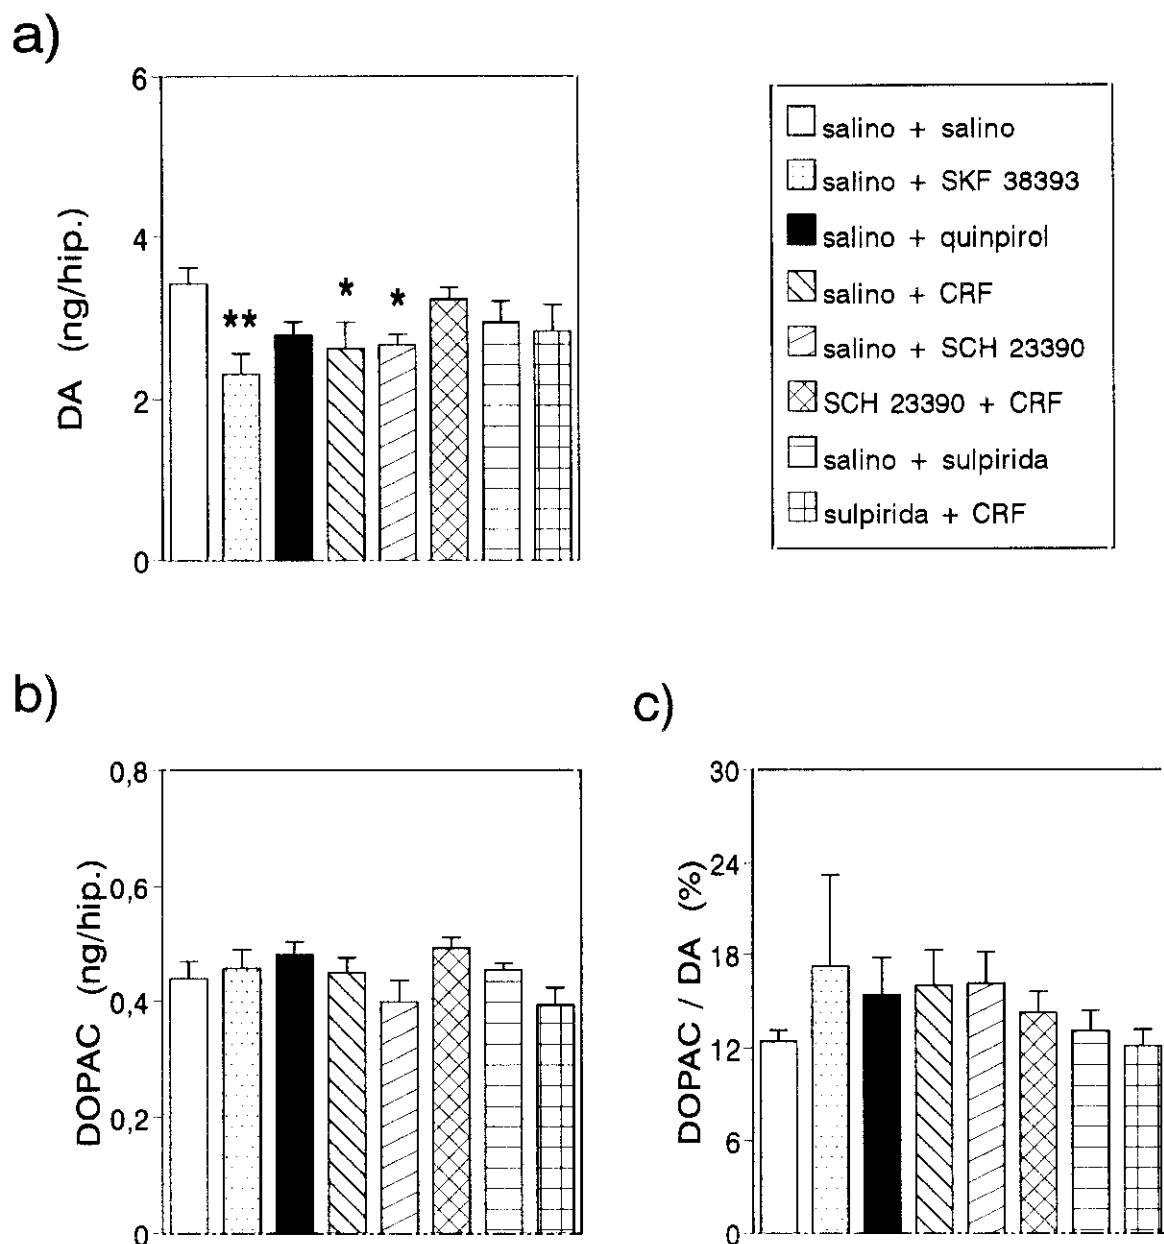 a)
6
4
2
0
DA (ng/hip.)
**
*
*
salino + salino
salino + SKF 38393
salino + quinpirol
salino + CRF
salino + SCH 23390
SCH 23390 + CRF
salino + sulpirida
sulpirida + CRF
b)
0,8
0,6
0,4
0,2
0
DOPAC (ng/hip.)
c)
30
24
18
12
6
0
DOPAC / DA (%)